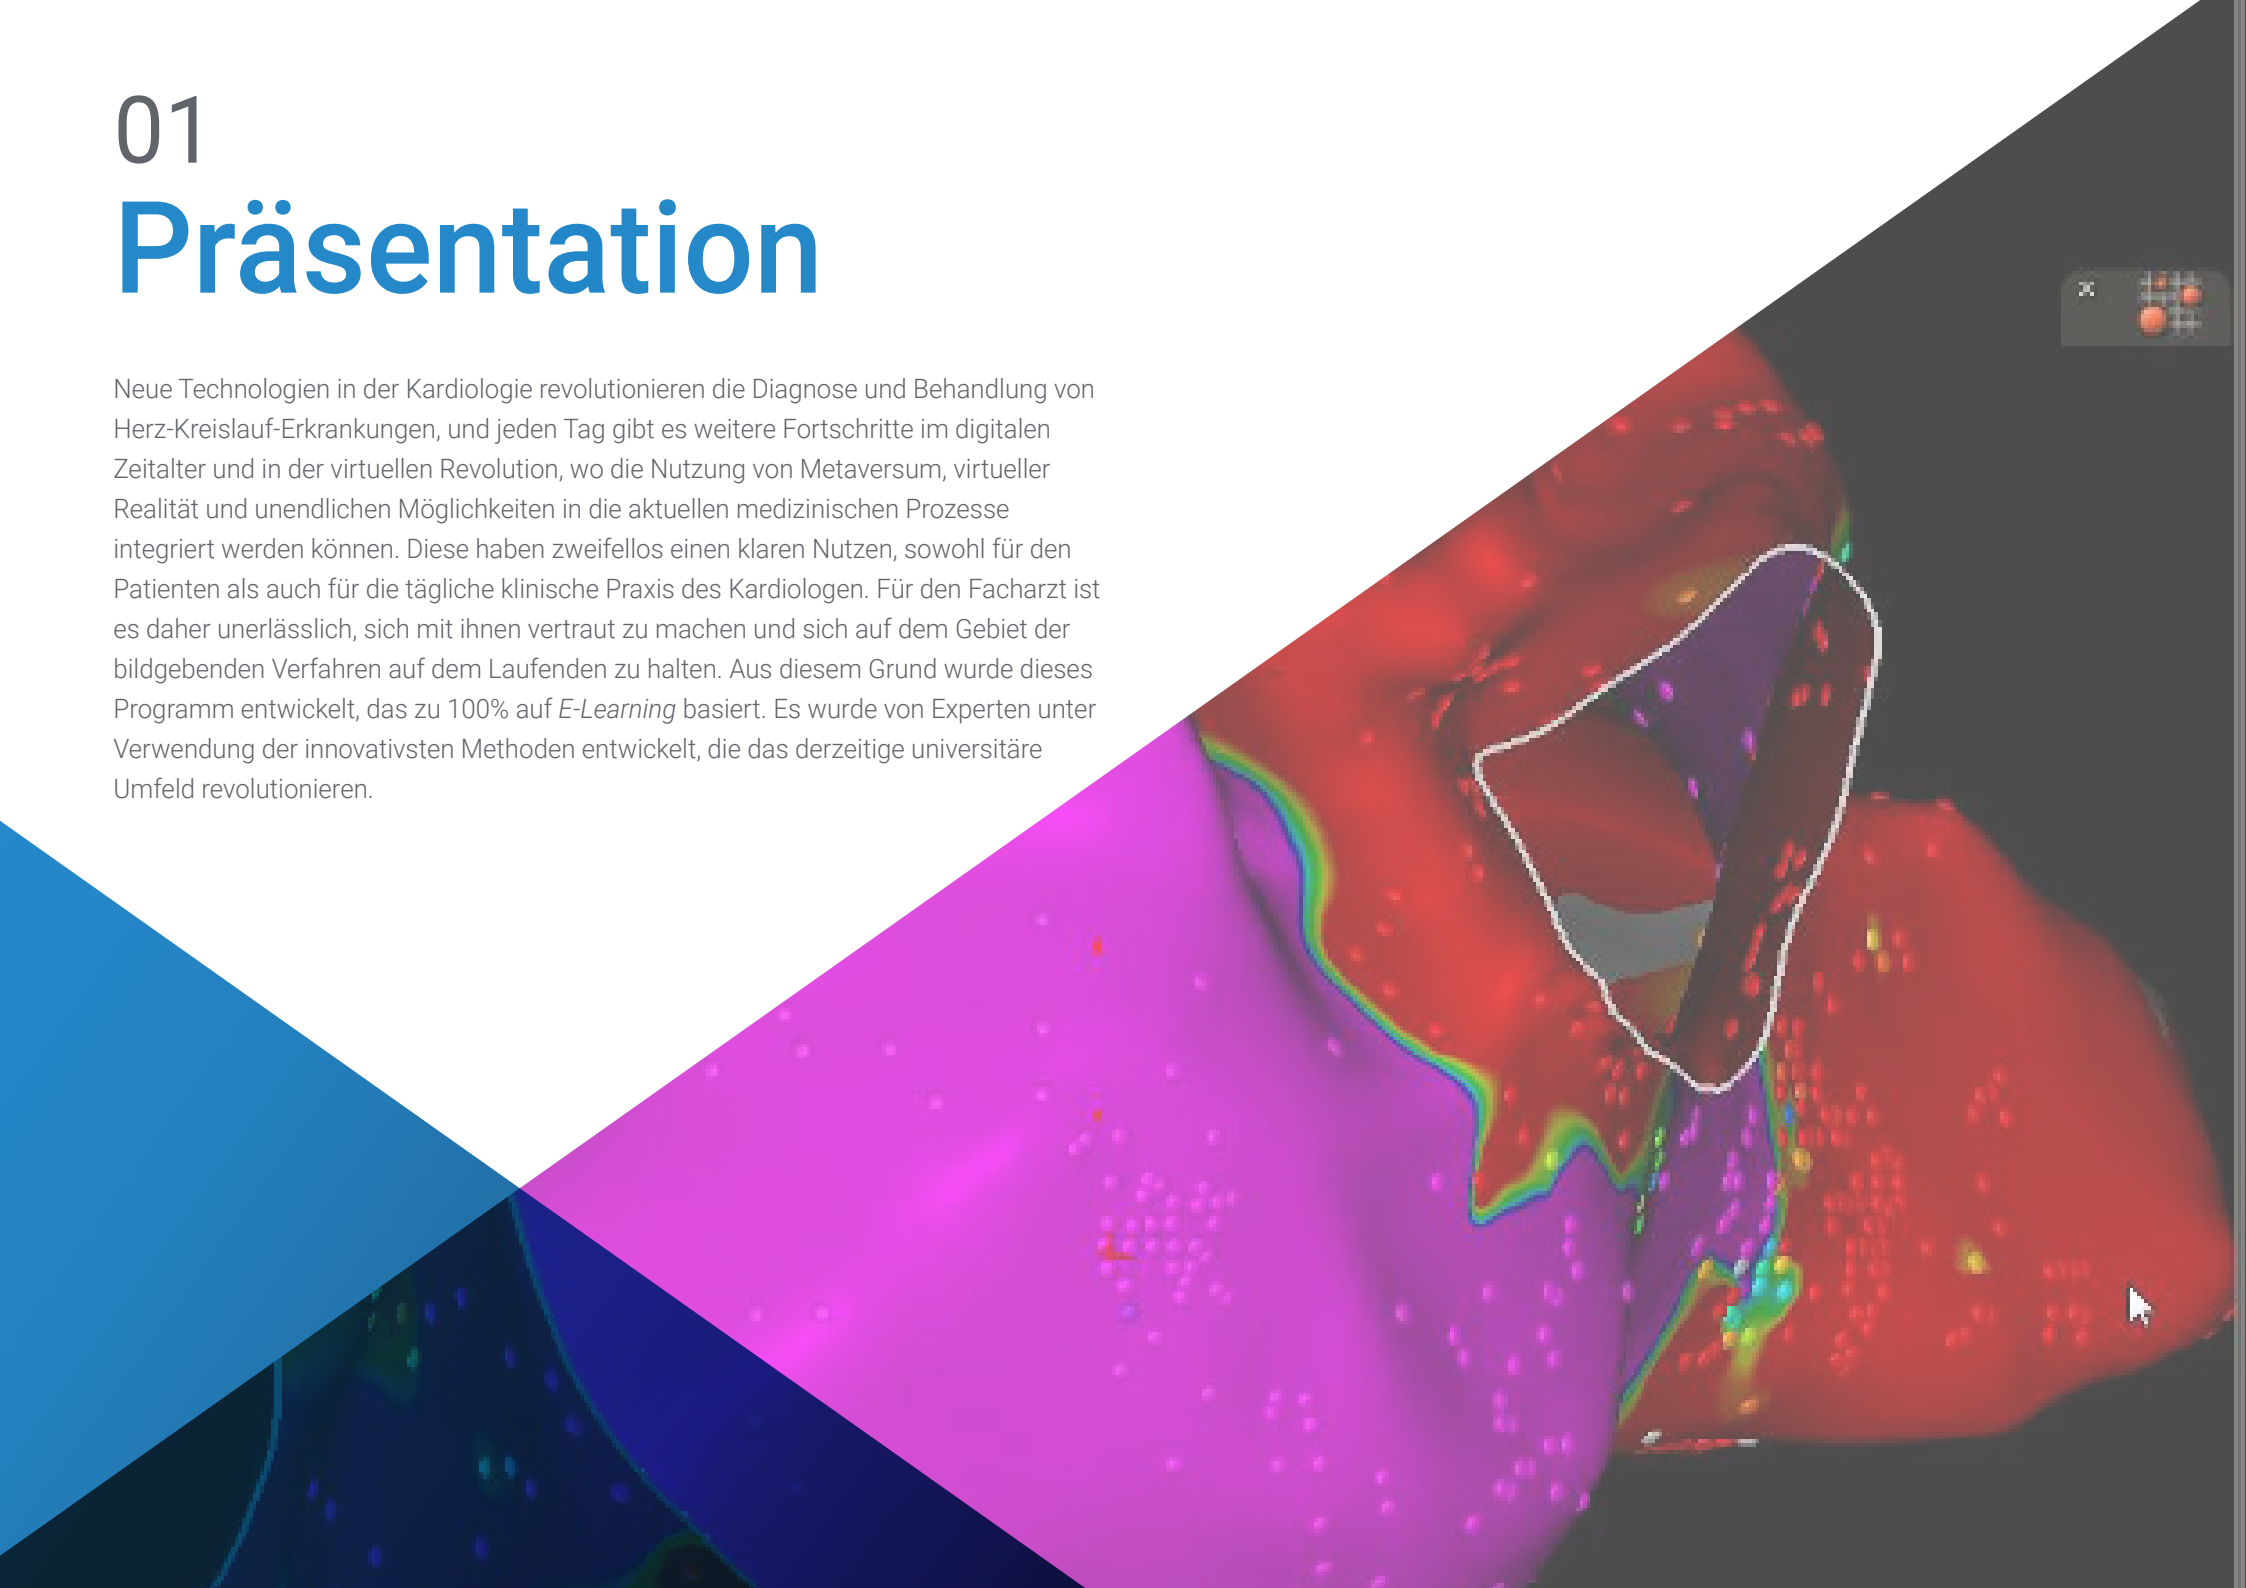 01
Präsentation
Neue Technologien in der Kardiologie revolutionieren die Diagnose und Behandlung von
Herz-Kreislauf-Erkrankungen, und jeden Tag gibt es weitere Fortschritte im digitalen
Zeitalter und in der virtuellen Revolution, wo die Nutzung von Metaversum, virtueller
Realität und unendlichen Möglichkeiten in die aktuellen medizinischen Prozesse
integriert werden können. Diese haben zweifellos einen klaren Nutzen, sowohl für den
Patienten als auch für die tägliche klinische Praxis des Kardiologen. Für den Facharzt ist
es daher unerlässlich, sich mit ihnen vertraut zu machen und sich auf dem Gebiet der
bildgebenden Verfahren auf dem Laufenden zu halten. Aus diesem Grund wurde dieses
Programm entwickelt, das zu 100% auf E-Learning basiert. Es wurde von Experten unter
Verwendung der innovativsten Methoden entwickelt, die das derzeitige universitäre
Umfeld revolutionieren.